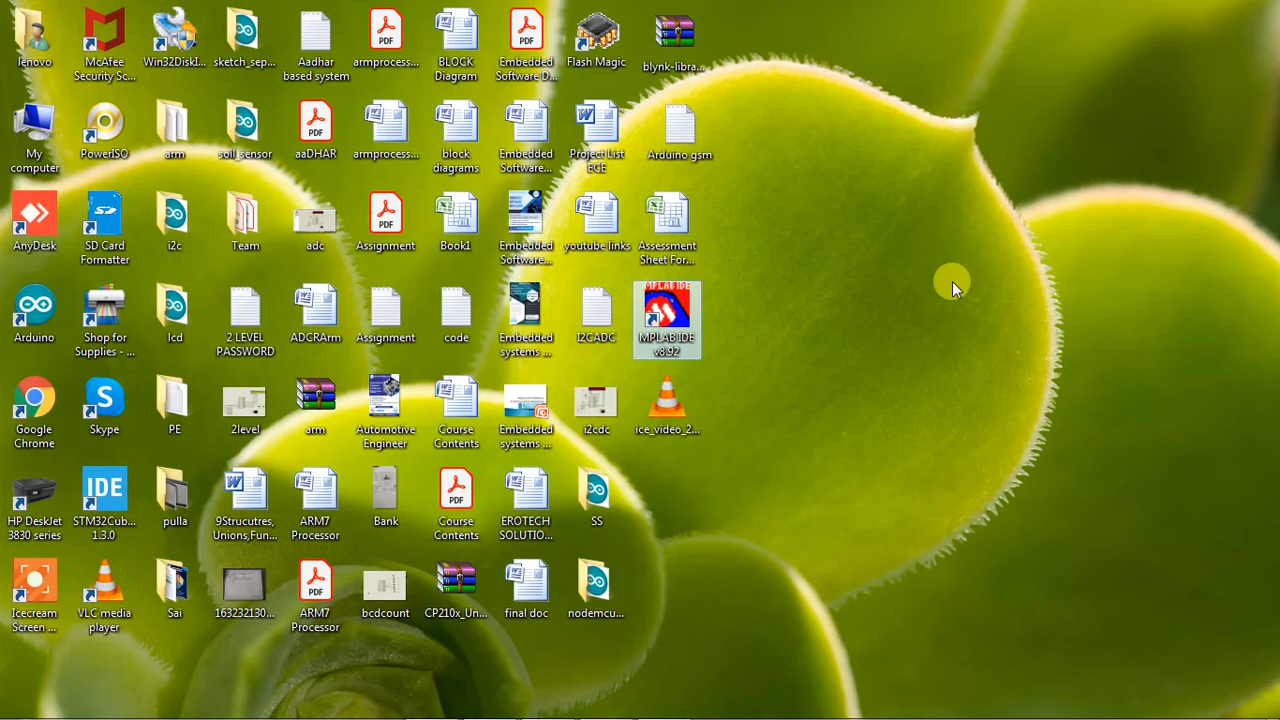 lenovo
McAfee
Security Sc...
Win32DiskI...
sketch_sep...
Aadhar
based system
armprocess...
BLOCK
Diagram
Embedded
Software D...
Flash Magic
blynk-libra...
My
computer
PowerISO
arm
soil_sensor
aaDHAR
armprocess...
block
diagrams
Embedded
Software...
Project List
ECE
Arduino gsm
AnyDesk
SD Card
Formatter
i2c
Team
adc
Assignment
Book1
Embedded
Software...
youtube links
Assessment
Sheet For...
Arduino
Shop for
Supplies - ...
lcd
2 LEVEL
PASSWORD
ADCRArm
Assignment
code
Embedded
systems ...
I2CADC
MPLAB IDE
MPLAB IDE
v8.92
Google
Chrome
Skype
PE
2level
arm
Automotive
Engineer
Course
Contents
Embedded
systems ...
i2cdc
ice_video_2...
HP DeskJet
3830 series
IDE
STM32Cub...
1.3.0
pulla
9Strucutres,
Unions,Fun...
ARM7
Processor
Bank
Course
Contents
EROTECH
SOLUTIO...
SS
Icecream
Screen ...
VLC media
player
Sai
163232130...
ARM7
Processor
bcdcount
CP210x_Un...
final doc
nodemcu...